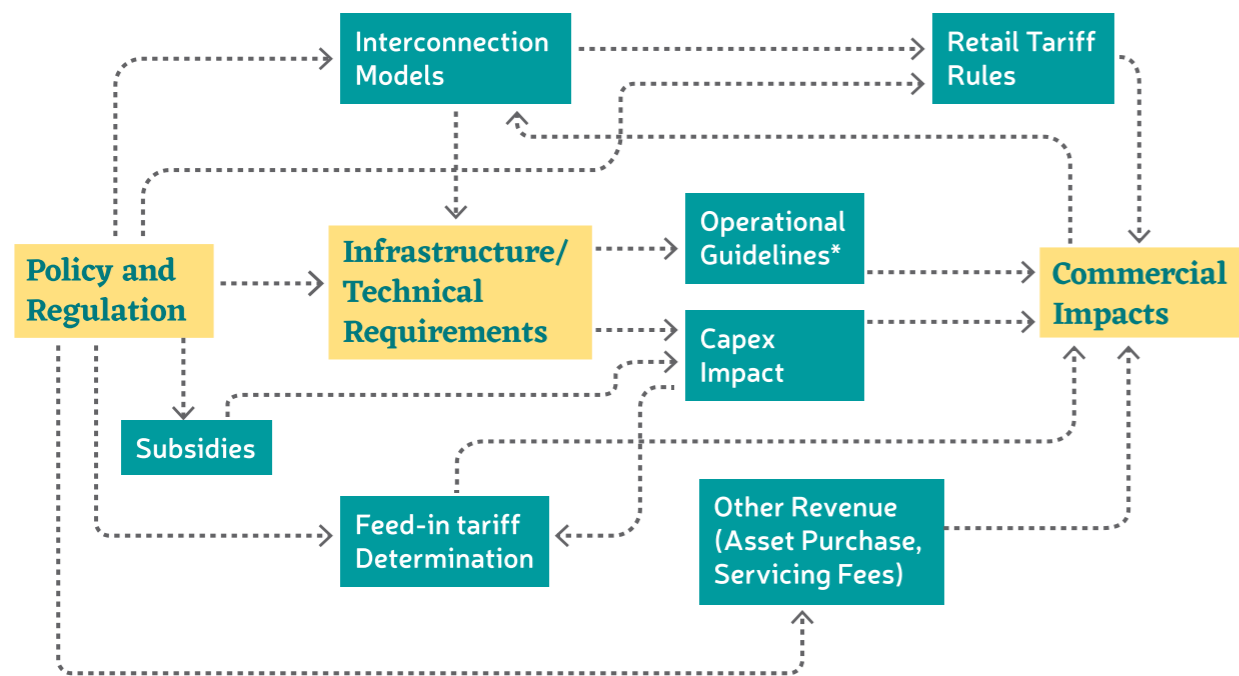 Interconnection
Models
Retail Tariff
Rules
Policy and
Regulation
Infrastructure/
Technical
Requirements
Operational
Guidelines*
Commercial
Impacts
Capex
Impact
Subsidies
Feed-in tariff
Determination
Other Revenue
(Asset Purchase,
Servicing Fees)